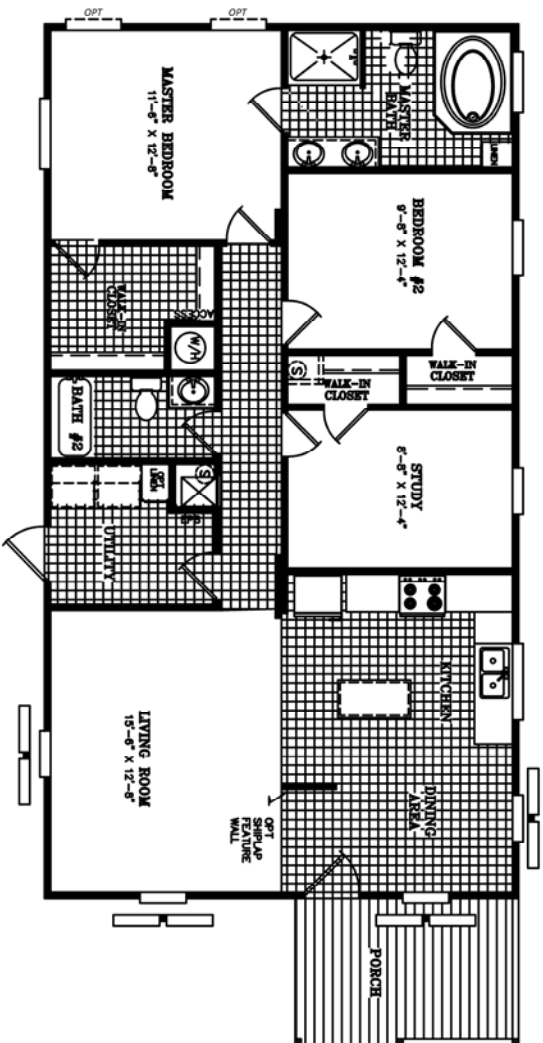 OPT
OPT
MASTER BEDROOM
11'-6" X 12'-8"
MASTER
BATH
LINEN
BEDROOM #2
9'-8" X 12'-4"
WALK-IN
CLOSET
ACCESS
W/H
S
WALK-IN
CLOSET
WALK-IN
CLOSET
BATH #2
STUDY
8'-8" X 12'-4"
OPT
LINEN
S
UTILITY
KITCHEN
LIVING ROOM
15'-6" X 12'-8"
DINING
AREA
OPT
SHIPLAP
FEATURE
WALL
PORCH